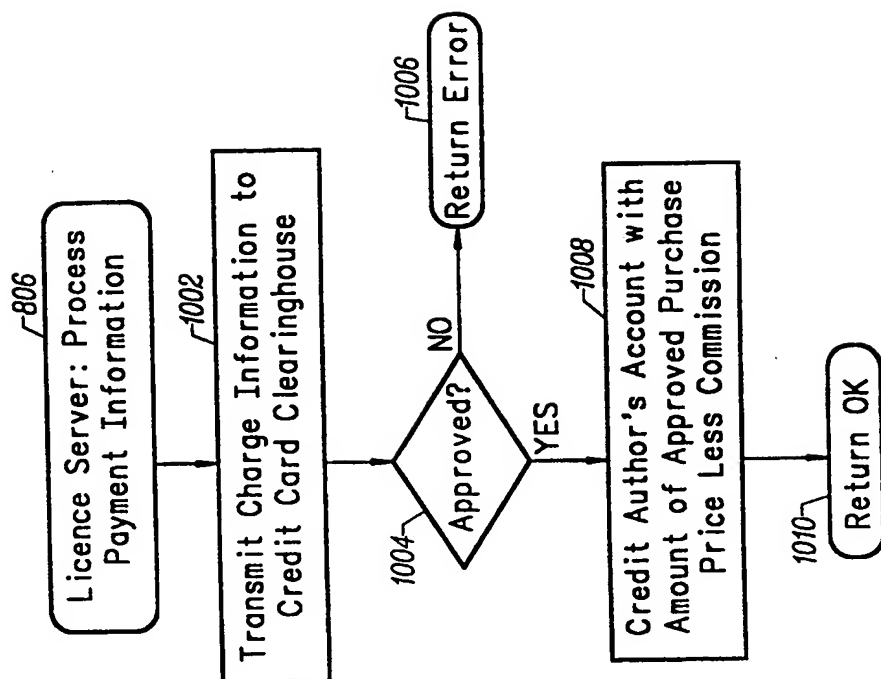 806
Licence Server: Process
Payment Information
1002
Transmit Charge Information to
Credit Card Clearinghouse
1004
Approved?
NO
1006
Return Error
YES
1008
Credit Author's Account with
Amount of Approved Purchase
Price Less Commission
1010
Return OK